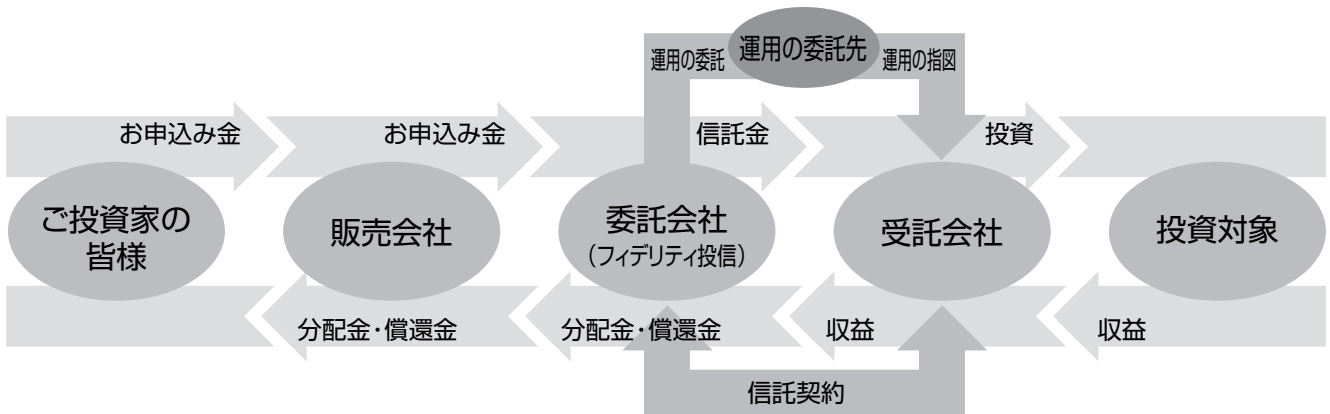 運用の委託
運用の委託先
運用の指図
お申込み金
お申込み金
信託金
投資
ご投資家の
皆様
販売会社
委託会社
（フィデリティ投信）
受託会社
投資対象
分配金・償還金
分配金・償還金
収益
収益
信託契約